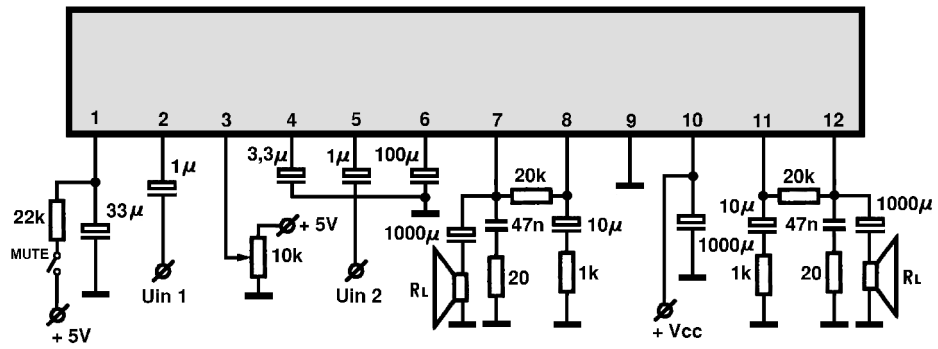 1 2 3 4 5 6 7 8 9 10 11 12
1μ 3,3μ 1μ 100μ
20k 20k
22k 33μ 1000μ 47n 10μ 10μ 47n 1000μ
+ 5V
MUTE 10k 1000μ
20 1k 1k 20
Uin 1 Uin 2 RL RL
+ 5V + Vcc